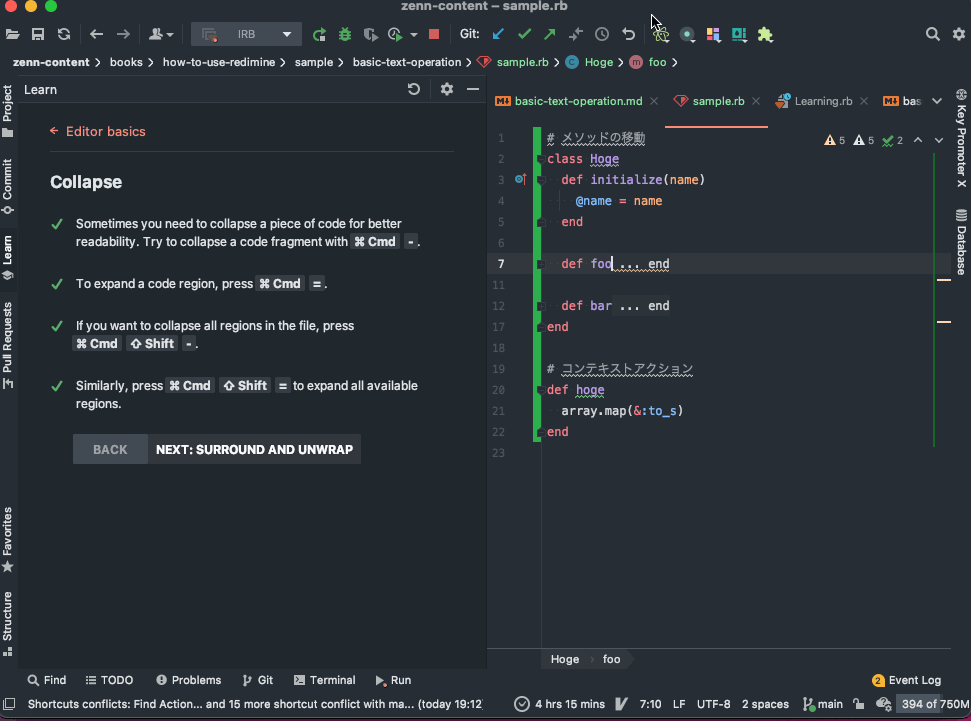 zenn-content – sample.rb
IRB
Git:
zenn-content > books > how-to-use-redimine > sample > basic-text-operation > sample.rb > C Hoge > m foo >
Project
Commit
Learn
Pull Requests
Favorites
Structure
Learn
← Editor basics
Collapse
Sometimes you need to collapse a piece of code for better
readability. Try to collapse a code fragment with ⌘ Cmd - .
To expand a code region, press ⌘ Cmd = .
If you want to collapse all regions in the file, press
⌘ Cmd ⇧ Shift - .
Similarly, press ⌘ Cmd ⇧ Shift = to expand all available
regions.
BACK NEXT: SURROUND AND UNWRAP
basic-text-operation.md × sample.rb × Learning.rb × bas
5 5 2
1 # メソッドの移動
2 class Hoge
3 def initialize(name)
4 @name = name
5 end
6
7 def foo ... end
11
12 def bar ... end
17 end
18
19 # コンテキストアクション
20 def hoge
21 array.map(&:to_s)
22 end
23
Key Promoter X
Database
Hoge > foo
Find TODO Problems Git Terminal Run 2 Event Log
Shortcuts conflicts: Find Action... and 15 more shortcut conflict with ma... (today 19:12) 4 hrs 15 mins 7:10 LF UTF-8 2 spaces main 394 of 750M